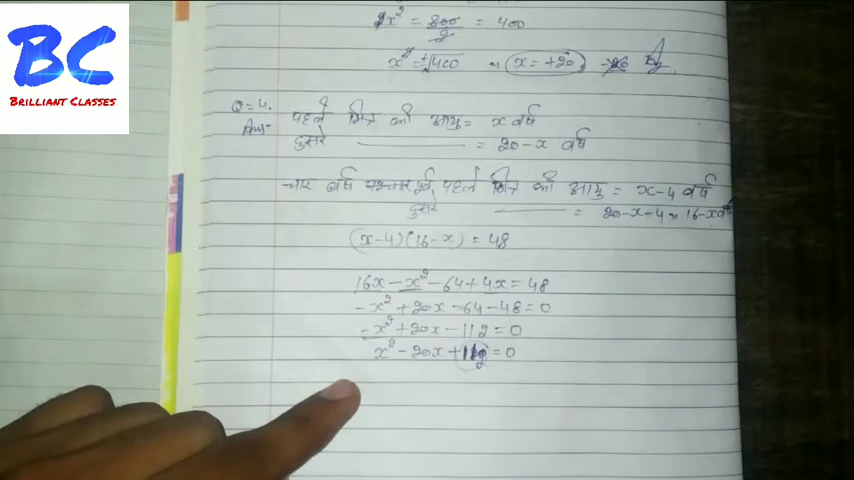 BC
BRILLIANT CLASSES
2x² = 800/2 = 400
x² = ±√400 ⇒ x = +20,
Q=4.
Ans- पहले मित्र की आयु = x वर्ष
दुसरे = 20-x वर्ष
चार वर्ष पूर्व, पहले मित्र की आयु = x-4 वर्ष
दुसरे = 20-x-4 ⇒ 16-x वर्ष
(x-4)(16-x) = 48
16x-x²-64+4x=48
-x²+20x-64-48=0
-x²+20x-112=0
x²-20x+112=0